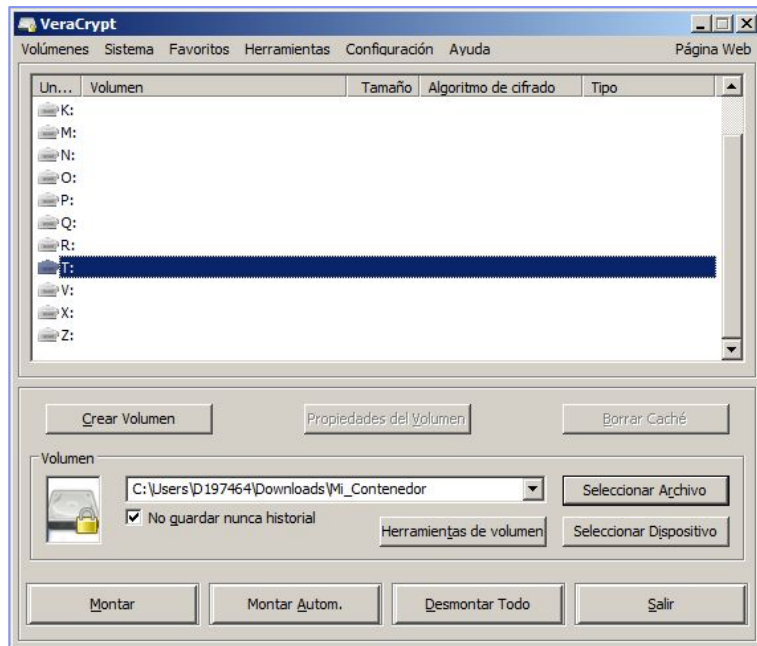 VeraCrypt
Volúmenes Sistema Favoritos Herramientas Configuración Ayuda Página Web
Un... Volumen Tamaño Algoritmo de cifrado Tipo
K:
M:
N:
O:
P:
Q:
R:
T:
V:
X:
Z:
Crear Volumen Propiedades del Volumen Borrar Caché
Volumen
C:\Users\D197464\Downloads\Mi_Contenedor Seleccionar Archivo
No guardar nunca historial Herramientas de volumen Seleccionar Dispositivo
Montar Montar Autom. Desmontar Todo Salir